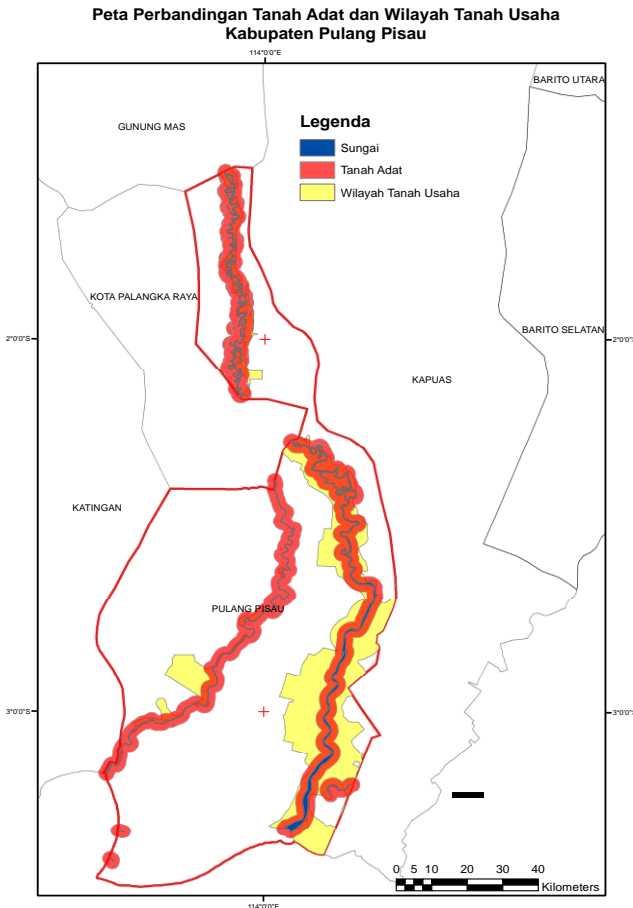 Peta Perbandingan Tanah Adat dan Wilayah Tanah Usaha
Kabupaten Pulang Pisau
114°0'0"E
BARITO UTARA
GUNUNG MAS
Legenda
Sungai
Tanah Adat
Wilayah Tanah Usaha
KOTA PALANGKA RAYA
2°0'0"S
BARITO SELATAN
2°0'0"S
KAPUAS
KATINGAN
PULANG PISAU
3°0'0"S
3°0'0"S
0 5 10 20 30 40
Kilometers
114°0'0"E